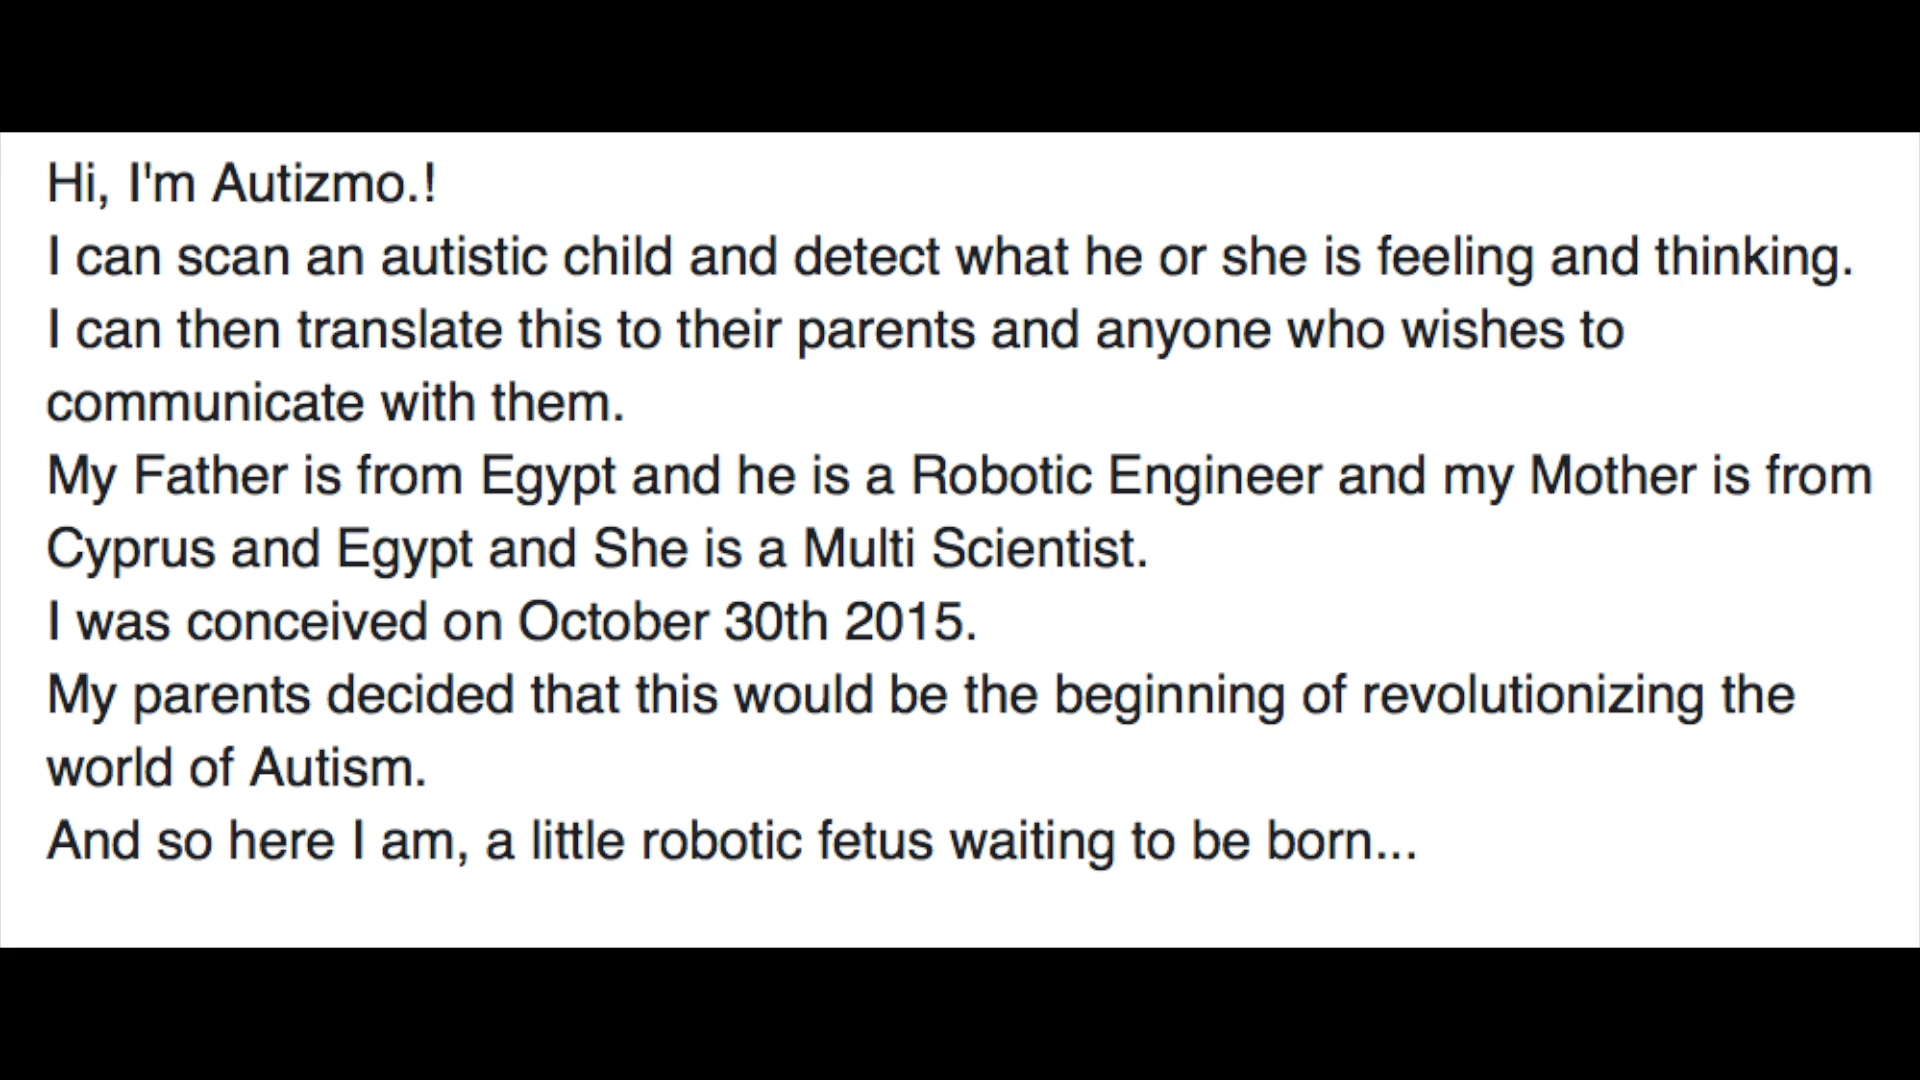 Hi, I'm Autizmo.!
I can scan an autistic child and detect what he or she is feeling and thinking.
I can then translate this to their parents and anyone who wishes to
communicate with them.
My Father is from Egypt and he is a Robotic Engineer and my Mother is from
Cyprus and Egypt and She is a Multi Scientist.
I was conceived on October 30th 2015.
My parents decided that this would be the beginning of revolutionizing the
world of Autism.
And so here I am, a little robotic fetus waiting to be born...